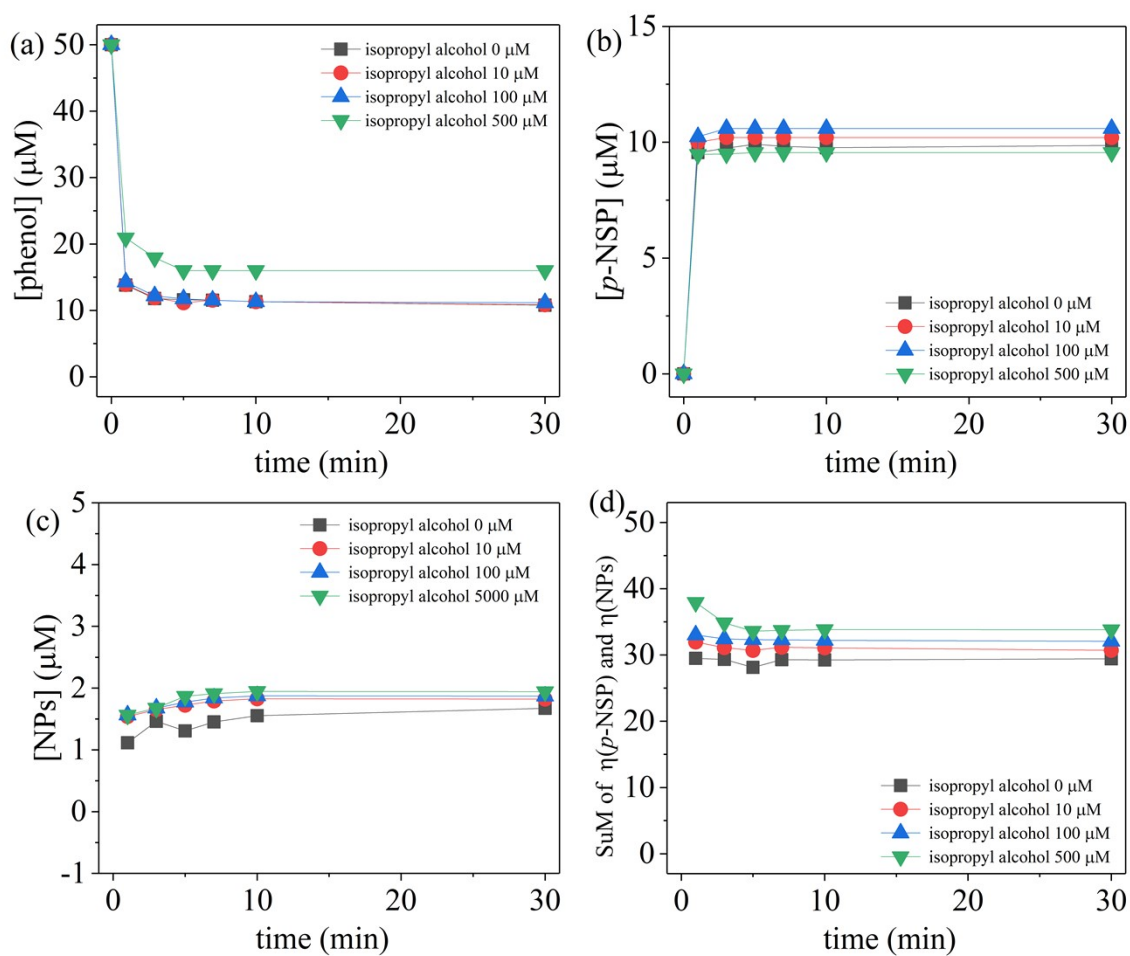 (a)
isopropyl alcohol 0 μM
isopropyl alcohol 10 μM
isopropyl alcohol 100 μM
isopropyl alcohol 500 μM
[phenol] (μM)
50
40
30
20
10
0
0
10
20
30
time (min)
(b)
[p-NSP] (μM)
15
10
5
0
isopropyl alcohol 0 μM
isopropyl alcohol 10 μM
isopropyl alcohol 100 μM
isopropyl alcohol 500 μM
0
10
20
30
time (min)
(c)
isopropyl alcohol 0 μM
isopropyl alcohol 10 μM
isopropyl alcohol 100 μM
isopropyl alcohol 5000 μM
[NPs] (μM)
5
4
3
2
1
0
-1
0
10
20
30
time (min)
(d)
SuM of η(p-NSP) and η(NPs)
50
40
30
20
10
0
isopropyl alcohol 0 μM
isopropyl alcohol 10 μM
isopropyl alcohol 100 μM
isopropyl alcohol 500 μM
0
10
20
30
time (min)